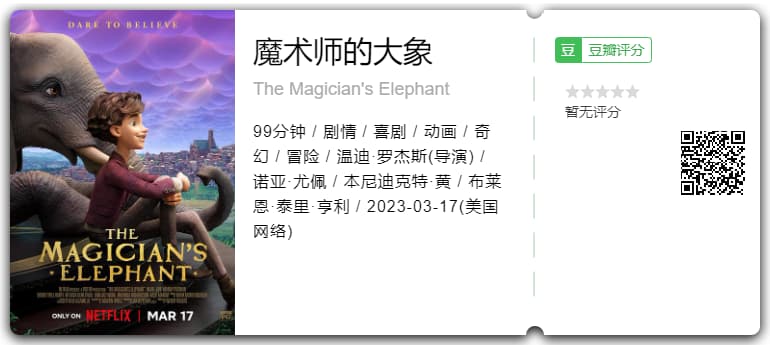 DARE TO BELIEVE
THE
MAGICIAN'S
ELEPHANT
ONLY ON NETFLIX | MAR 17
魔术师的大象
The Magician's Elephant
99分钟 / 剧情 / 喜剧 / 动画 / 奇
幻 / 冒险 / 温迪·罗杰斯(导演) /
诺亚·尤佩 / 本尼迪克特·黄 / 布莱
恩·泰里·亨利 / 2023-03-17(美国
网络)
豆 豆瓣评分
暂无评分